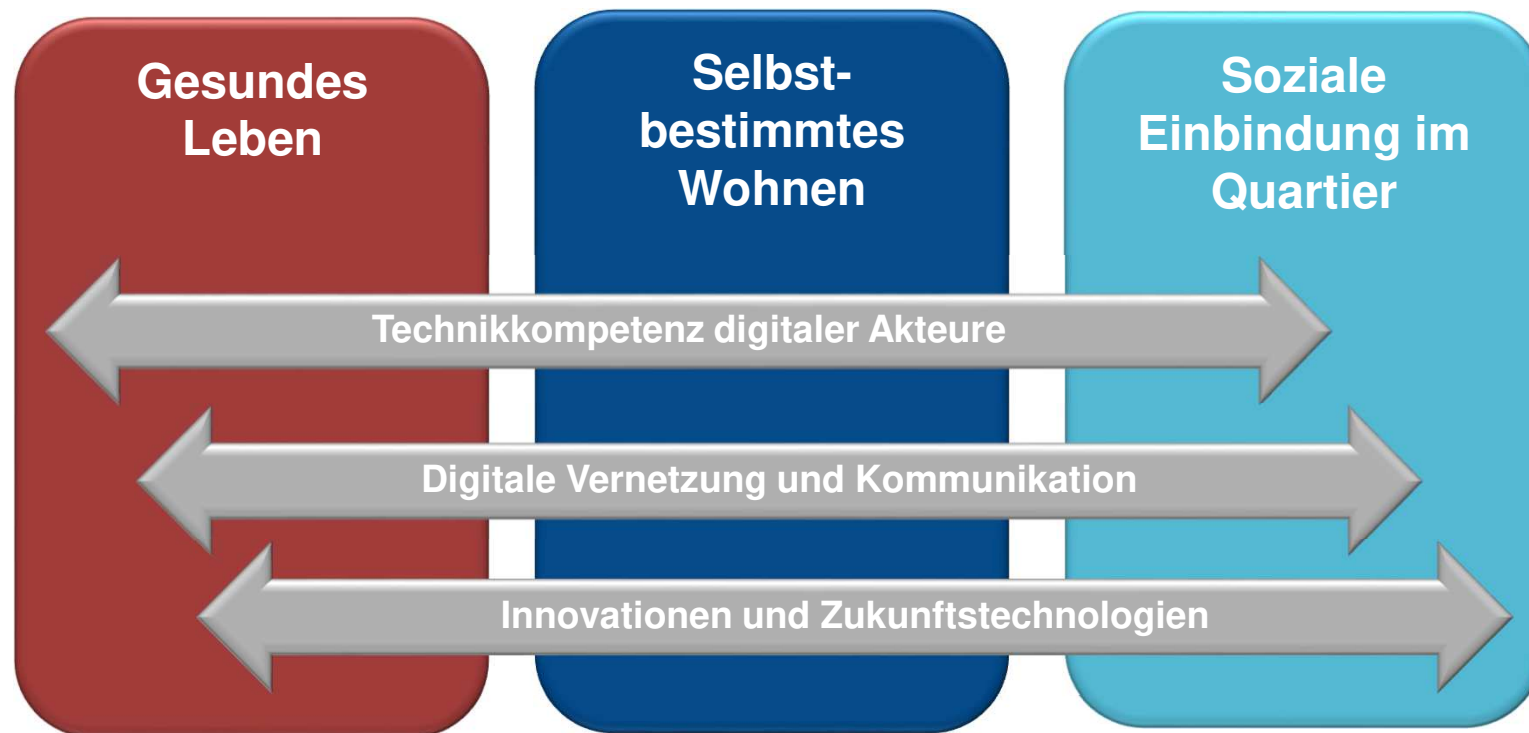 Gesundes
Leben
Selbst-
bestimmtes
Wohnen
Soziale
Einbindung im
Quartier
Technikkompetenz digitaler Akteure
Digitale Vernetzung und Kommunikation
Innovationen und Zukunftstechnologien